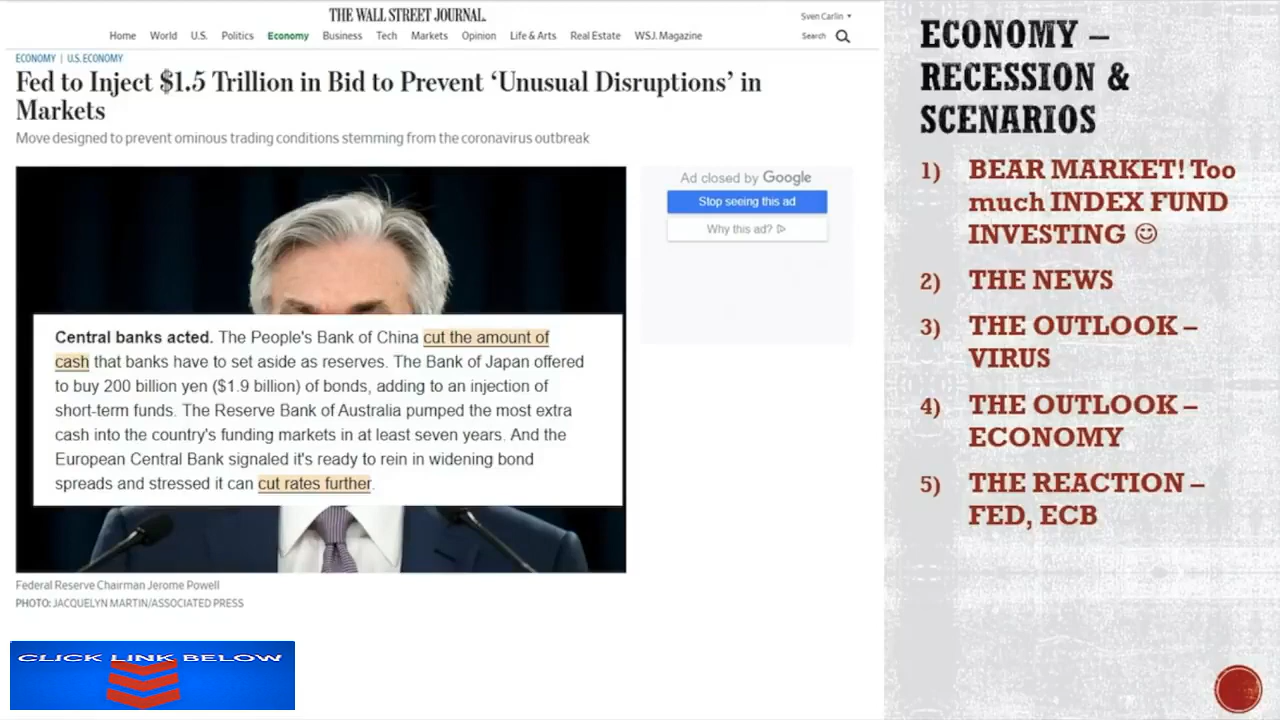 THE WALL STREET JOURNAL.
Sven Carlin
Home World U.S. Politics Economy Business Tech Markets Opinion Life & Arts Real Estate WSJ. Magazine
Search
ECONOMY | U.S. ECONOMY
Fed to Inject $1.5 Trillion in Bid to Prevent ‘Unusual Disruptions’ in
Markets
Move designed to prevent ominous trading conditions stemming from the coronavirus outbreak
Ad closed by Google
Stop seeing this ad
Why this ad?
Central banks acted. The People's Bank of China cut the amount of
cash that banks have to set aside as reserves. The Bank of Japan offered
to buy 200 billion yen ($1.9 billion) of bonds, adding to an injection of
short-term funds. The Reserve Bank of Australia pumped the most extra
cash into the country's funding markets in at least seven years. And the
European Central Bank signaled it's ready to rein in widening bond
spreads and stressed it can cut rates further.
Federal Reserve Chairman Jerome Powell
PHOTO: JACQUELYN MARTIN/ASSOCIATED PRESS
CLICK LINK BELOW
ECONOMY –
RECESSION &
SCENARIOS
1) BEAR MARKET! Too
much INDEX FUND
INVESTING ☺
2) THE NEWS
3) THE OUTLOOK –
VIRUS
4) THE OUTLOOK –
ECONOMY
5) THE REACTION –
FED, ECB